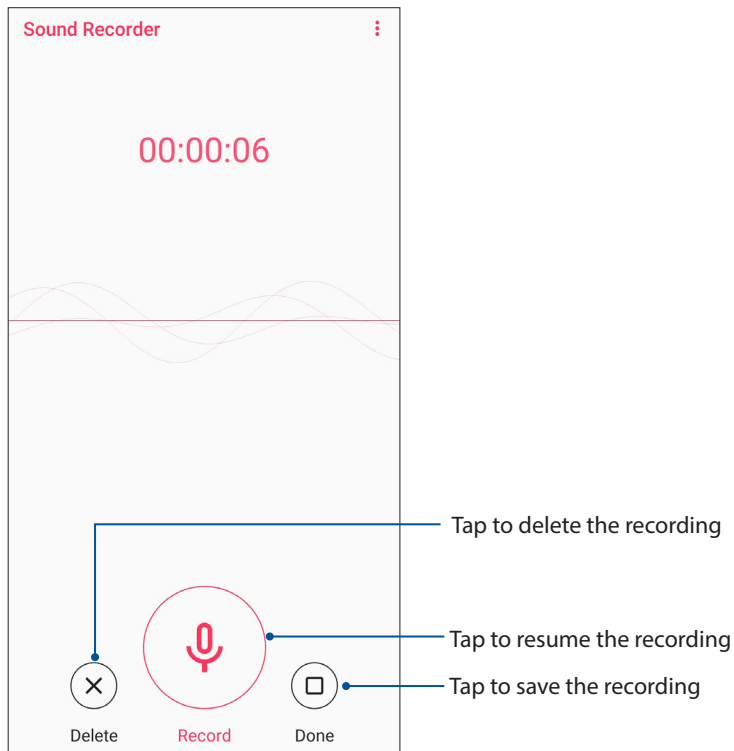 Sound Recorder
00:00:06
Tap to delete the recording
Tap to resume the recording
Tap to save the recording
Delete
Record
Done